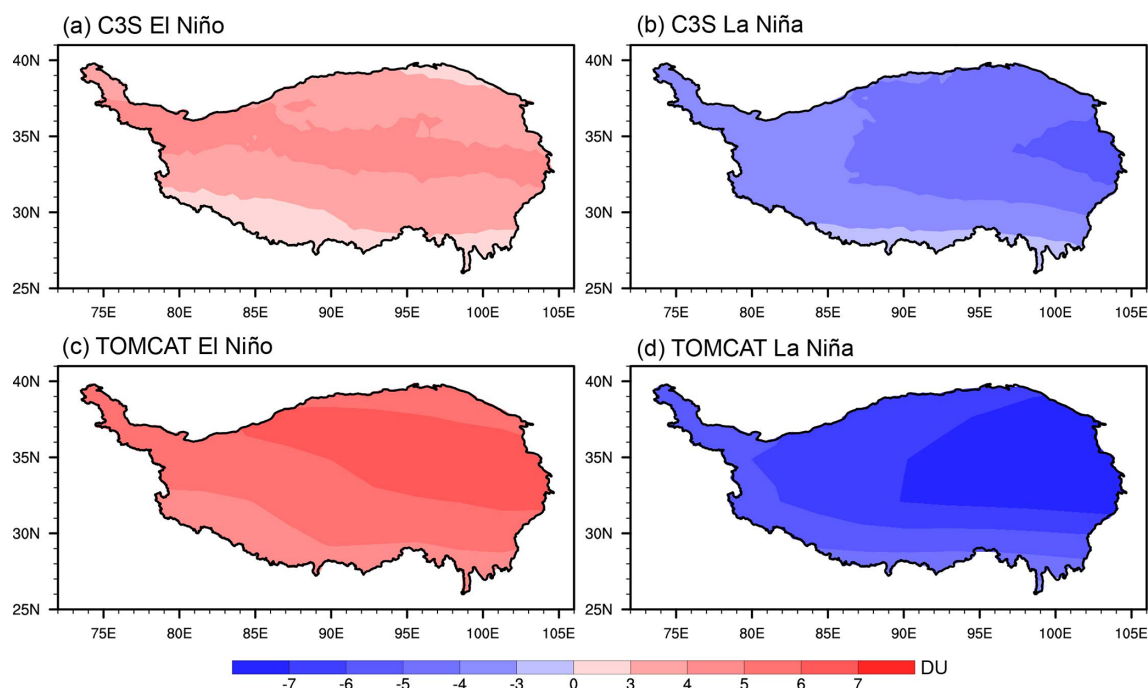 (a) C3S El Niño
(b) C3S La Niña
40N
35N
30N
25N
75E 80E 85E 90E 95E 100E 105E
40N
35N
30N
25N
75E 80E 85E 90E 95E 100E 105E
(c) TOMCAT El Niño
(d) TOMCAT La Niña
40N
35N
30N
25N
75E 80E 85E 90E 95E 100E 105E
40N
35N
30N
25N
75E 80E 85E 90E 95E 100E 105E
DU
-7 -6 -5 -4 -3 0 3 4 5 6 7